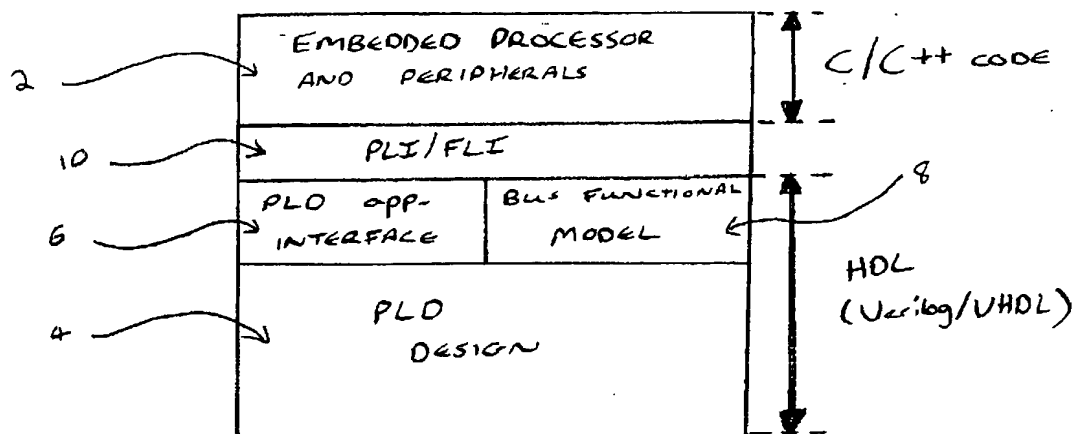 EMBEDDED PROCESSOR
AND PERIPHERALS
2
C/C++ CODE
PLI/FLI
10
PLD app-
INTERFACE
6
BUS FUNCTIONAL
MODEL
8
HDL
(Verilog/VHDL)
PLD
DESIGN
4